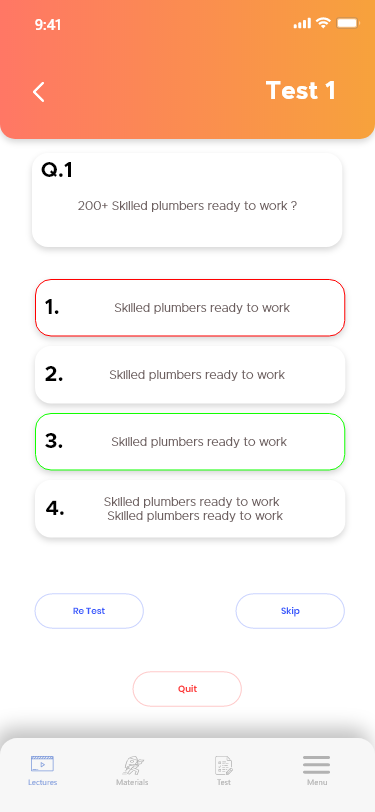 9:41
Test 1
Q.1
200+ Skilled plumbers ready to work ?
1. Skilled plumbers ready to work
2. Skilled plumbers ready to work
3. Skilled plumbers ready to work
4. Skilled plumbers ready to work
Skilled plumbers ready to work
Re Test Skip
Quit
Lectures Materials Test Menu